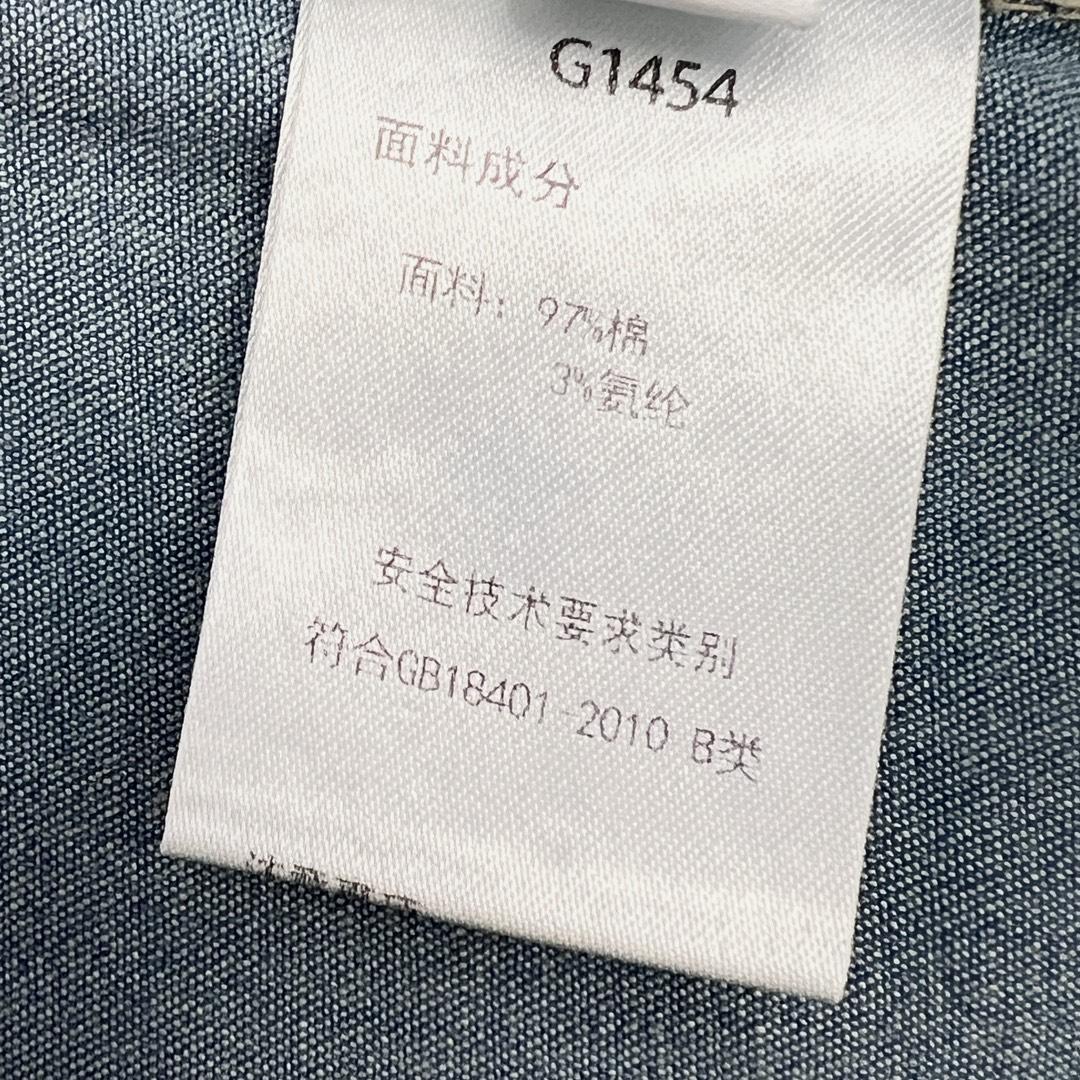 G1454
面料成分
面料：97%棉
3%氨纶
安全技术要求类别
符合GB18401-2010 B类